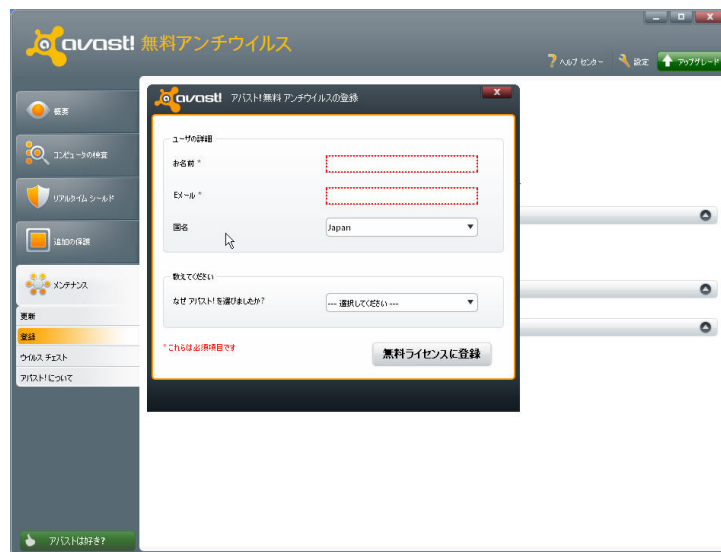 avast! 無料アンチウイルス
ヘルプ センター 設定 アップグレード
概要
コンピュータの検査
リアルタイム シールド
追加の保護
メンテナンス
更新
登録
ウイルス チェスト
アバスト! について
アバストは好き?
avast! アバスト! 無料 アンチウイルスの登録
ユーザの詳細
お名前 *
Eメール *
国名
Japan
教えてください
なぜ アバスト! を選びましたか?
--- 選択してください ---
* これらは必須項目です
無料ライセンスに登録